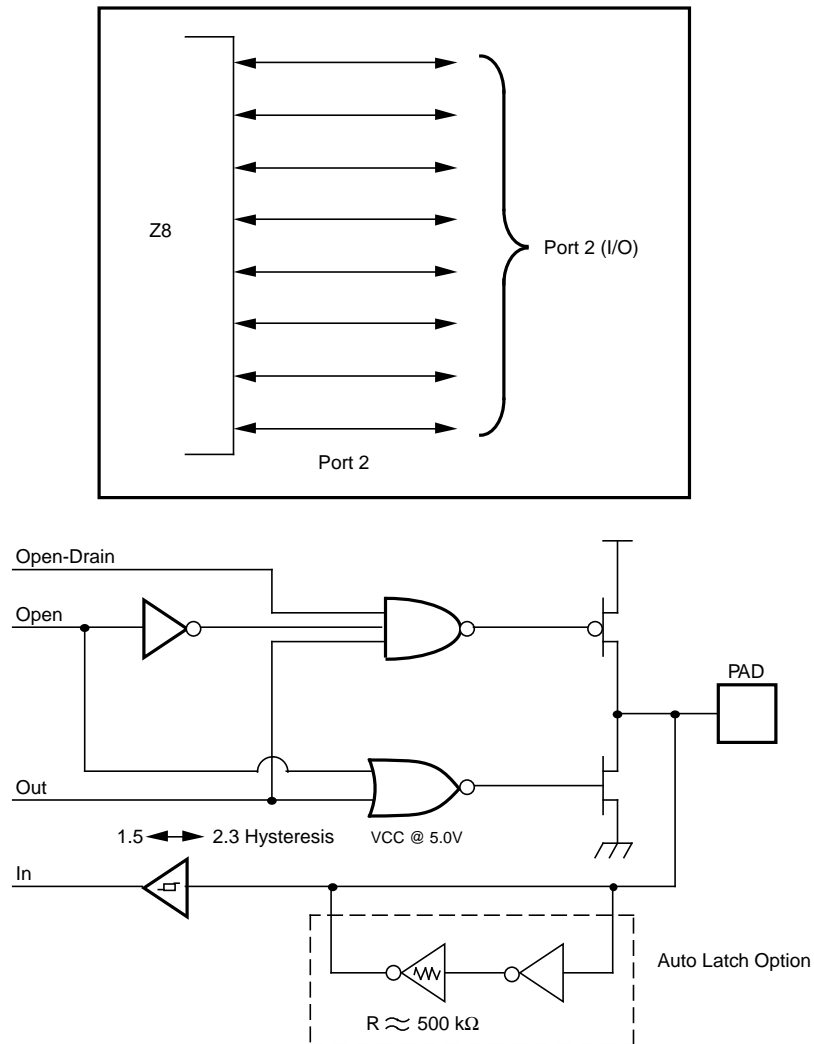 Z8
Port 2 (I/O)
Port 2
Open-Drain
Open
PAD
Out
1.5 2.3 Hysteresis
VCC @ 5.0V
In
Auto Latch Option
R ≈ 500 kΩ